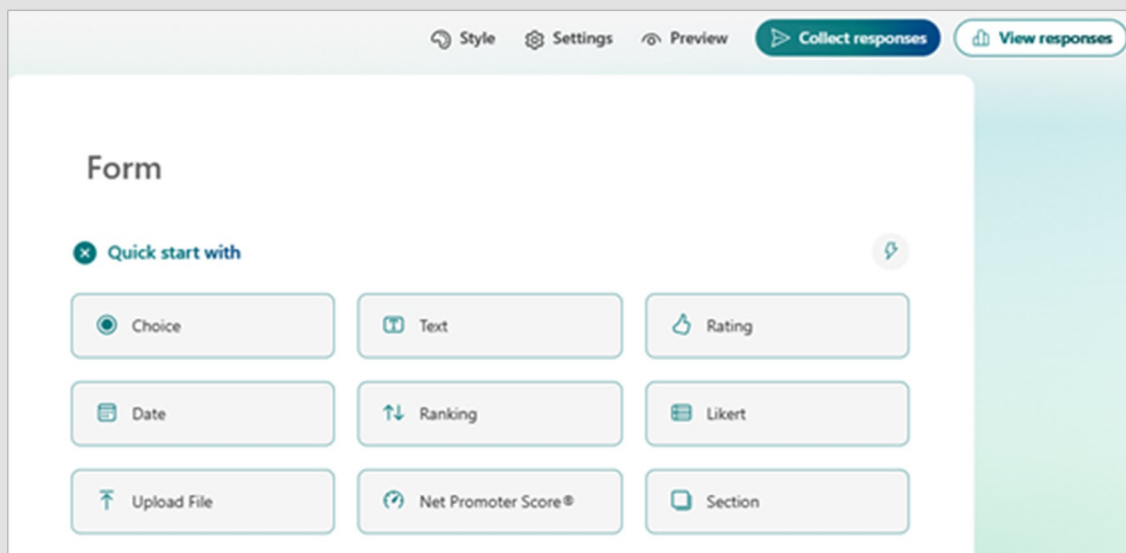 Style Settings Preview Collect responses View responses
Form
Quick start with
Choice Text Rating
Date Ranking Likert
Upload File Net Promoter Score® Section